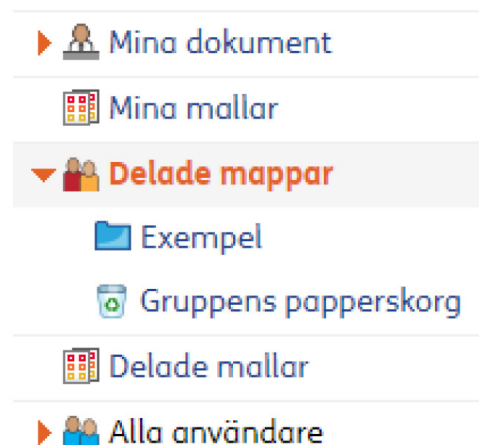 Mina dokument
Mina mallar
Delade mappar
Exempel
Gruppens papperskorg
Delade mallar
Alla användare